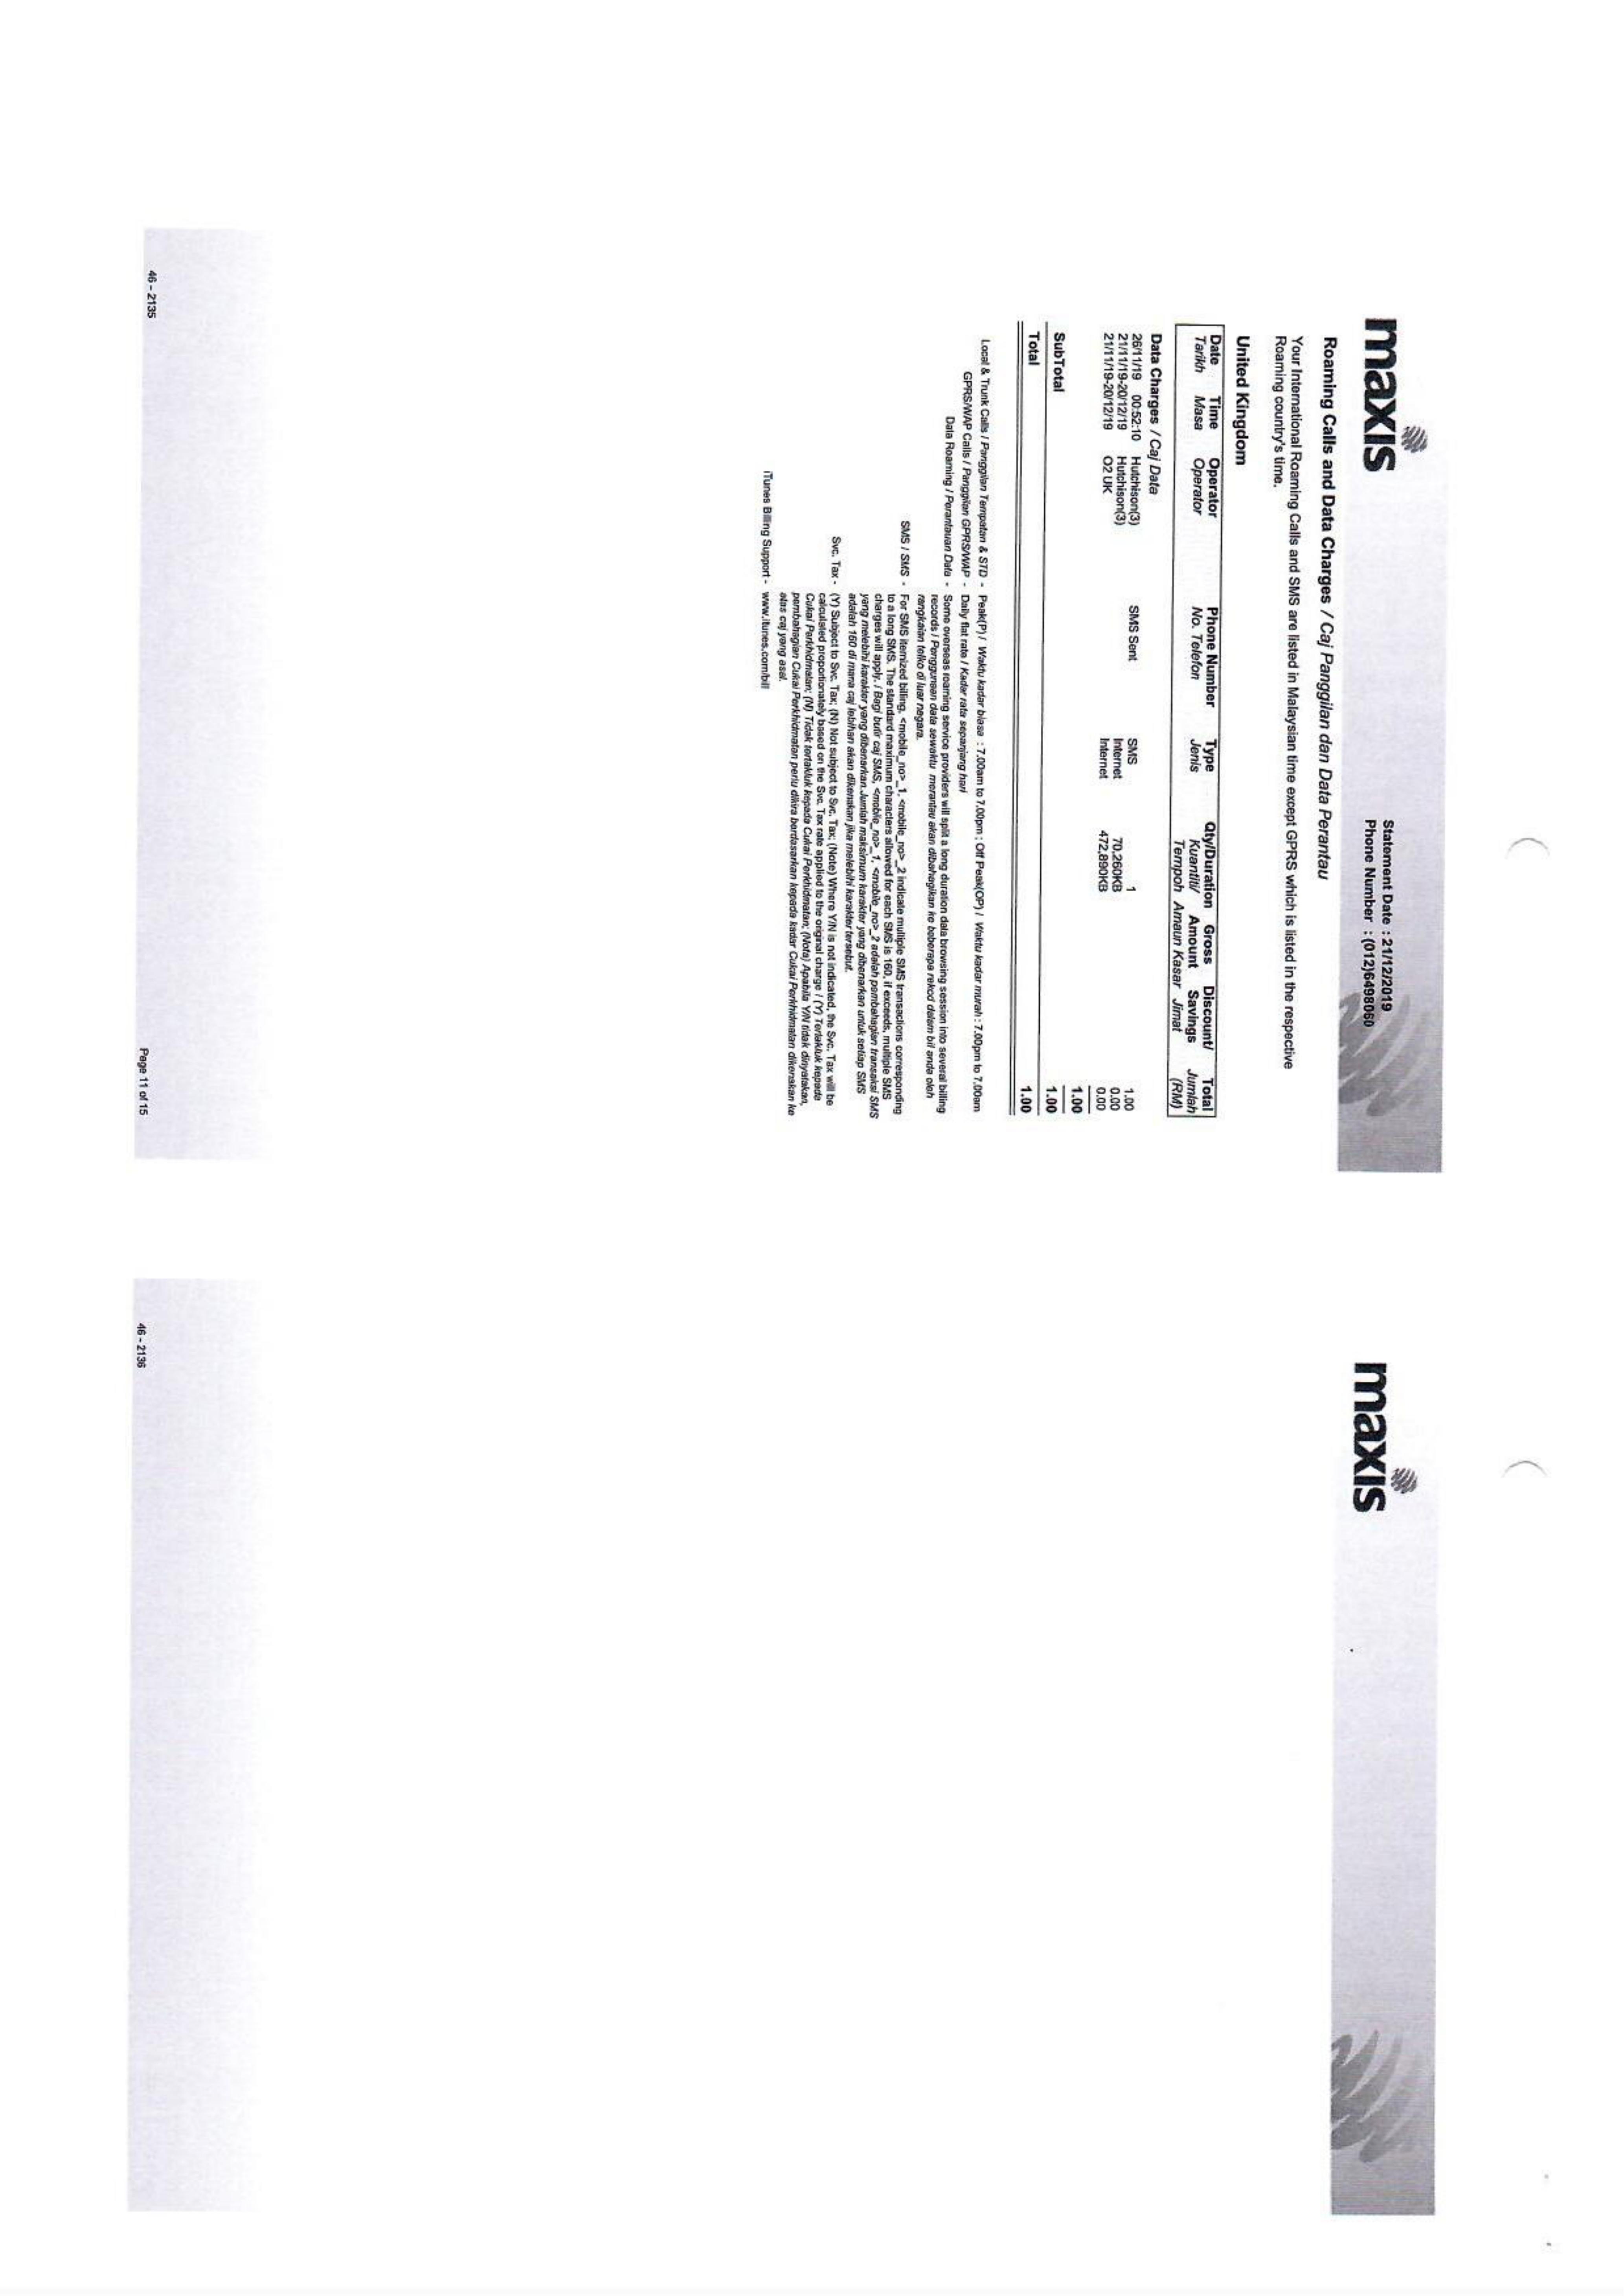 maxis
Statement Date : 21/12/2019
Phone Number : (012)6498060
Roaming Calls and Data Charges / Caj Panggilan dan Data Perantau
Your International Roaming Calls and SMS are listed in Malaysian time except GPRS which is listed in the respective
Roaming country's time.
United Kingdom
Date Time Operator Phone Number Type Qty/Duration Gross Discount/ Total
Tarikh Masa Operator No. Telefon Jenis Kuantiti/ Amount Savings Jumlah
Tempoh Amaun Kasar Jimat (RM)
Data Charges / Caj Data
26/11/19 00:52:10 Hutchison(3) SMS Sent SMS 1 1.00
21/11/19-20/12/19 Hutchison(3) Internet 70,260KB 0.00
21/11/19-20/12/19 O2 UK Internet 472,890KB 0.00
1.00
SubTotal 1.00
Total 1.00
Local & Trunk Calls / Panggilan Tempatan & STD - Peak(P) / Waktu kadar biasa : 7.00am to 7.00pm ; Off Peak(OP) / Waktu kadar murah : 7.00pm to 7.00am
GPRS/WAP Calls / Panggilan GPRS/WAP - Daily flat rate / Kadar rata sepanjang hari
Data Roaming / Perantauan Data - Some overseas roaming service providers will split a long duration data browsing session into several billing
records / Penggunaan data sewaktu merantau akan dibahagikan ke beberapa rekod dalam bil anda oleh
rangkaian telko di luar negara.
SMS / SMS - For SMS itemized billing, <mobile_no>_1, <mobile_no>_2 indicate multiple SMS transactions corresponding
to a long SMS. The standard maximum characters allowed for each SMS is 160, if exceeds, multiple SMS
charges will apply. / Bagi butir caj SMS, <mobile_no>_1, <mobile_no>_2 adalah pembahagian transaksi SMS
yang melebihi karakter yang dibenarkan.Jumlah maksimum karakter yang dibenarkan untuk setiap SMS
adalah 160 di mana caj lebihan akan dikenakan jika melebihi karakter tersebut.
Svc. Tax - (Y) Subject to Svc. Tax; (N) Not subject to Svc. Tax; (Note) Where Y/N is not indicated, the Svc. Tax will be
calculated proportionately based on the Svc. Tax rate applied to the original charge / (Y) Tertakluk kepada
Cukai Perkhidmatan; (N) Tidak tertakluk kepada Cukai Perkhidmatan; (Nota) Apabila Y/N tidak dinyatakan,
pembahagian Cukai Perkhidmatan perlu dikira berdasarkan kepada kadar Cukai Perkhidmatan dikenakan ke
atas caj yang asal.
iTunes Billing Support - www.itunes.com/bill
46 - 2135
Page 11 of 15
maxis
46 - 2136